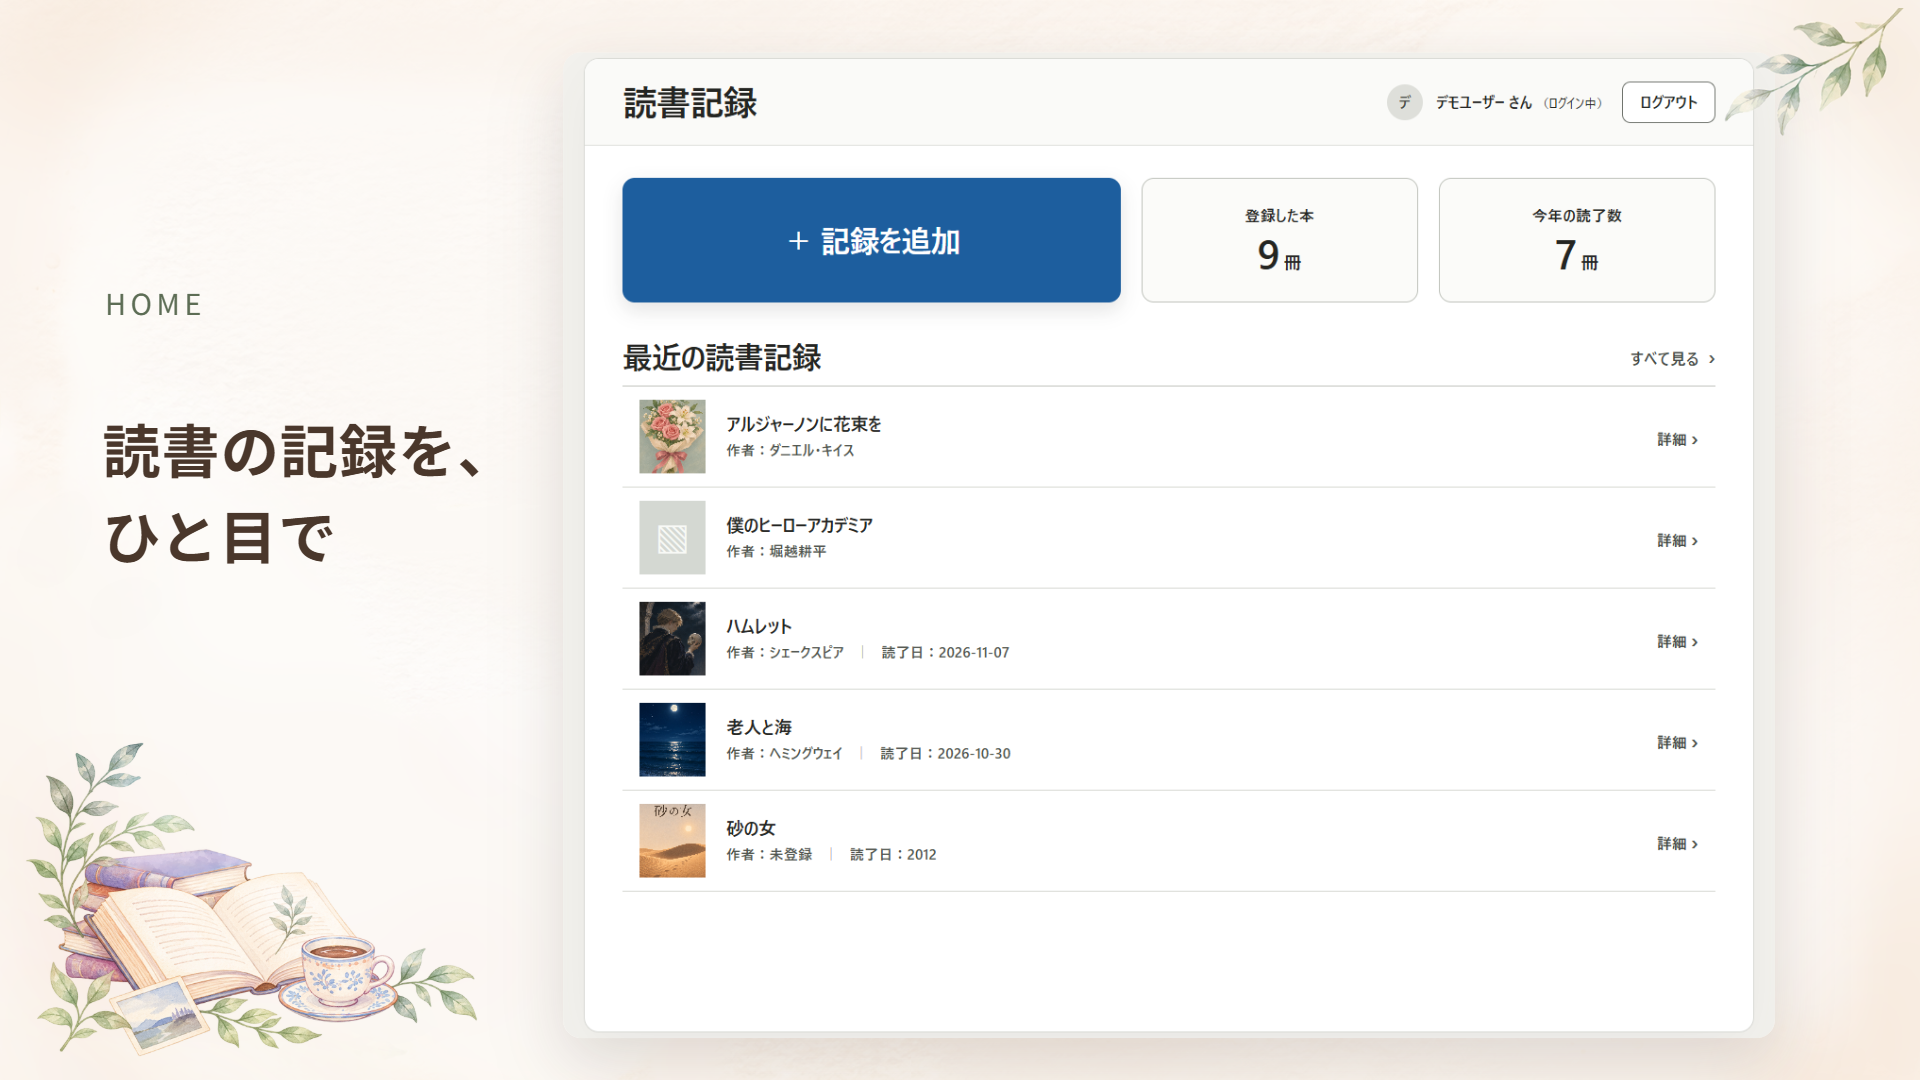 HOME
読書の記録を、
ひと目で
読書記録
デ デモユーザー さん (ログイン中) ログアウト
＋ 記録を追加
登録した本
9 冊
今年の読了数
7 冊
最近の読書記録
すべて見る ›
アルジャーノンに花束を
作者：ダニエル・キイス
詳細 ›
僕のヒーローアカデミア
作者：堀越耕平
詳細 ›
ハムレット
作者：シェークスピア | 読了日：2026-11-07
詳細 ›
老人と海
作者：ヘミングウェイ | 読了日：2026-10-30
詳細 ›
砂の女
砂の女
作者：未登録 | 読了日：2012
詳細 ›